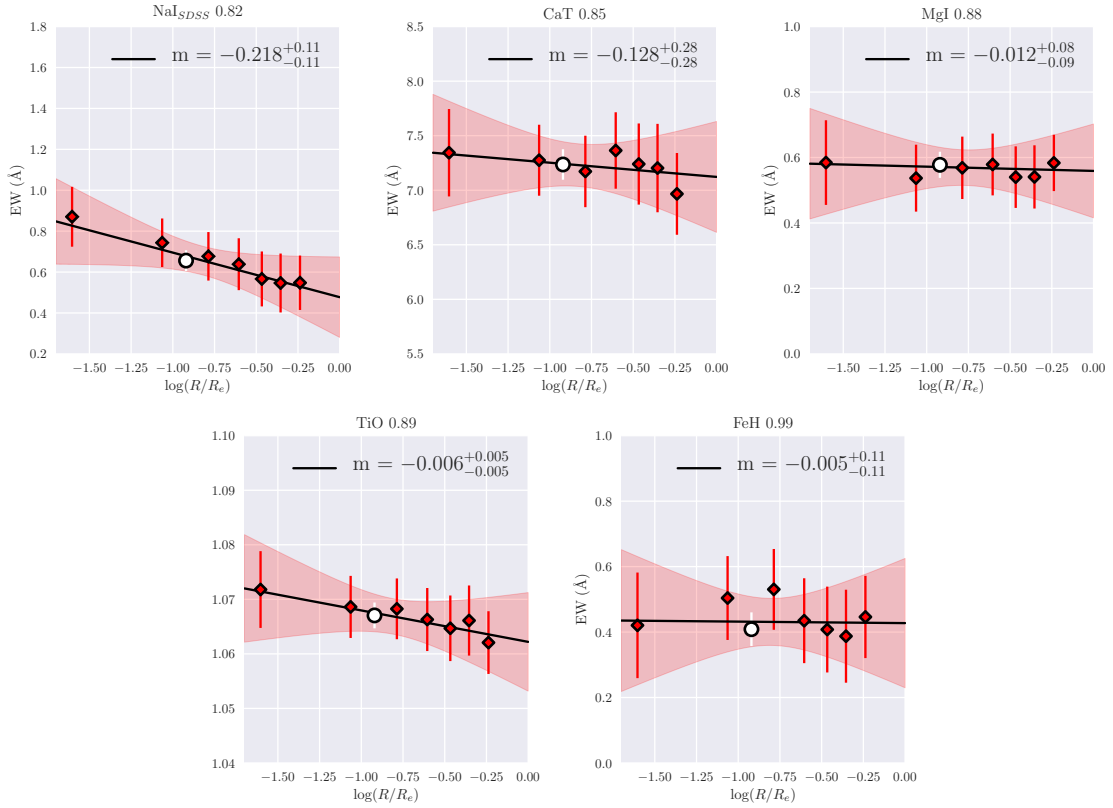 NaI_{SDSS} 0.82
m = −0.218^{+0.11}_{−0.11}
EW (Å)
1.8
1.6
1.4
1.2
1.0
0.8
0.6
0.4
0.2
−1.50 −1.25 −1.00 −0.75 −0.50 −0.25 0.00
log(R/R_e)
CaT 0.85
m = −0.128^{+0.28}_{−0.28}
EW (Å)
8.5
8.0
7.5
7.0
6.5
6.0
5.5
−1.50 −1.25 −1.00 −0.75 −0.50 −0.25 0.00
log(R/R_e)
MgI 0.88
m = −0.012^{+0.08}_{−0.09}
EW (Å)
1.0
0.8
0.6
0.4
0.2
0.0
−1.50 −1.25 −1.00 −0.75 −0.50 −0.25 0.00
log(R/R_e)
TiO 0.89
m = −0.006^{+0.005}_{−0.005}
1.10
1.09
1.08
1.07
1.06
1.05
1.04
−1.50 −1.25 −1.00 −0.75 −0.50 −0.25 0.00
log(R/R_e)
FeH 0.99
m = −0.005^{+0.11}_{−0.11}
EW (Å)
1.0
0.8
0.6
0.4
0.2
0.0
−1.50 −1.25 −1.00 −0.75 −0.50 −0.25 0.00
log(R/R_e)